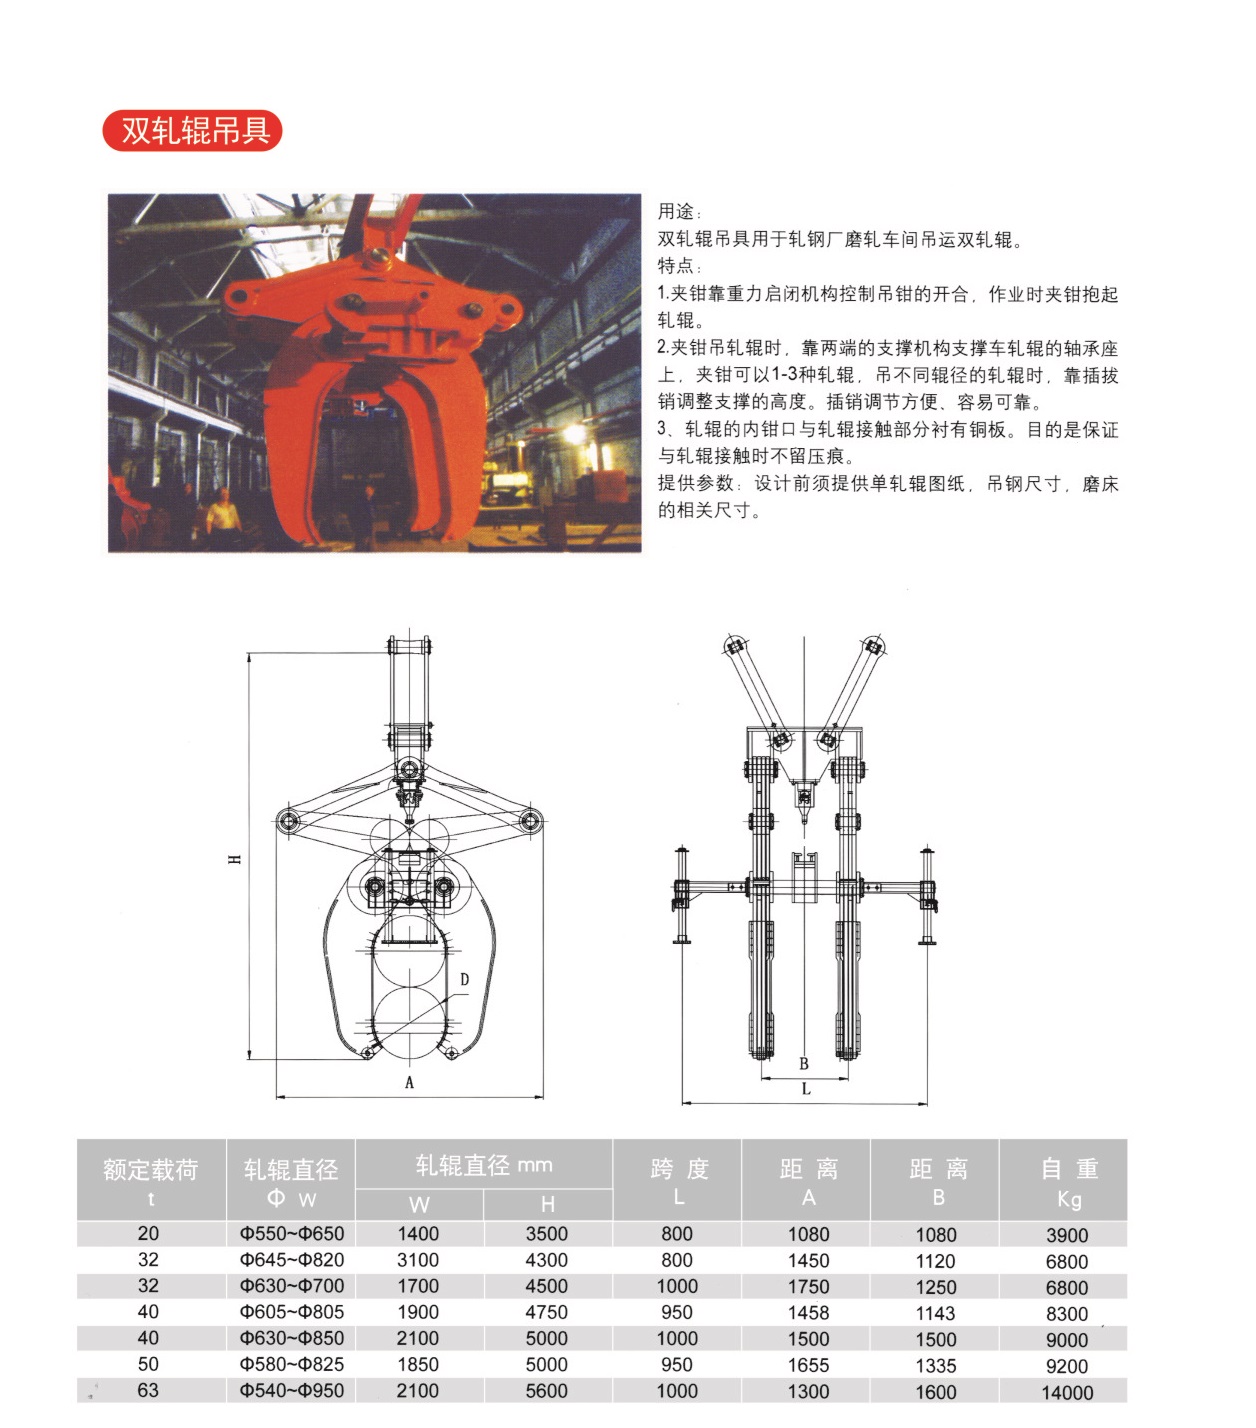 双轧辊吊具
用途：
双轧辊吊具用于轧钢厂磨轧车间吊运双轧辊。
特点：
1.夹钳靠重力启闭机构控制吊钳的开合，作业时夹钳抱起
轧辊。
2.夹钳吊轧辊时，靠两端的支撑机构支撑车轧辊的轴承座
上，夹钳可以1-3种轧辊，吊不同辊径的轧辊时，靠插拔
销调整支撑的高度。插销调节方便、容易可靠。
3、轧辊的内钳口与轧辊接触部分衬有铜板。目的是保证
与轧辊接触时不留压痕。
提供参数：设计前须提供单轧辊图纸，吊钢尺寸，磨床
的相关尺寸。
H
D
A
B
L
额定载荷 轧辊直径 轧辊直径 mm 跨 度 距 离 距 离 自 重
t Φ W W H L A B Kg
20 Φ550~Φ650 1400 3500 800 1080 1080 3900
32 Φ645~Φ820 3100 4300 800 1450 1120 6800
32 Φ630~Φ700 1700 4500 1000 1750 1250 6800
40 Φ605~Φ805 1900 4750 950 1458 1143 8300
40 Φ630~Φ850 2100 5000 1000 1500 1500 9000
50 Φ580~Φ825 1850 5000 950 1655 1335 9200
63 Φ540~Φ950 2100 5600 1000 1300 1600 14000